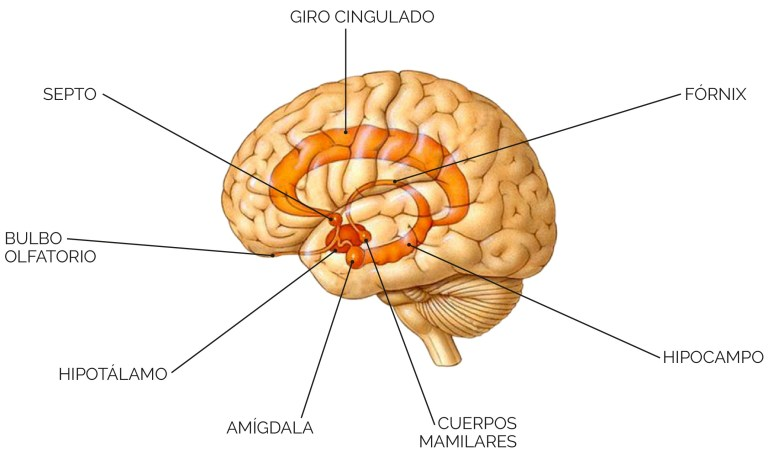 GIRO CINGULADO
SEPTO
FÓRNIX
BULBO
OLFATORIO
HIPOCAMPO
HIPOTÁLAMO
AMÍGDALA
CUERPOS
MAMILARES